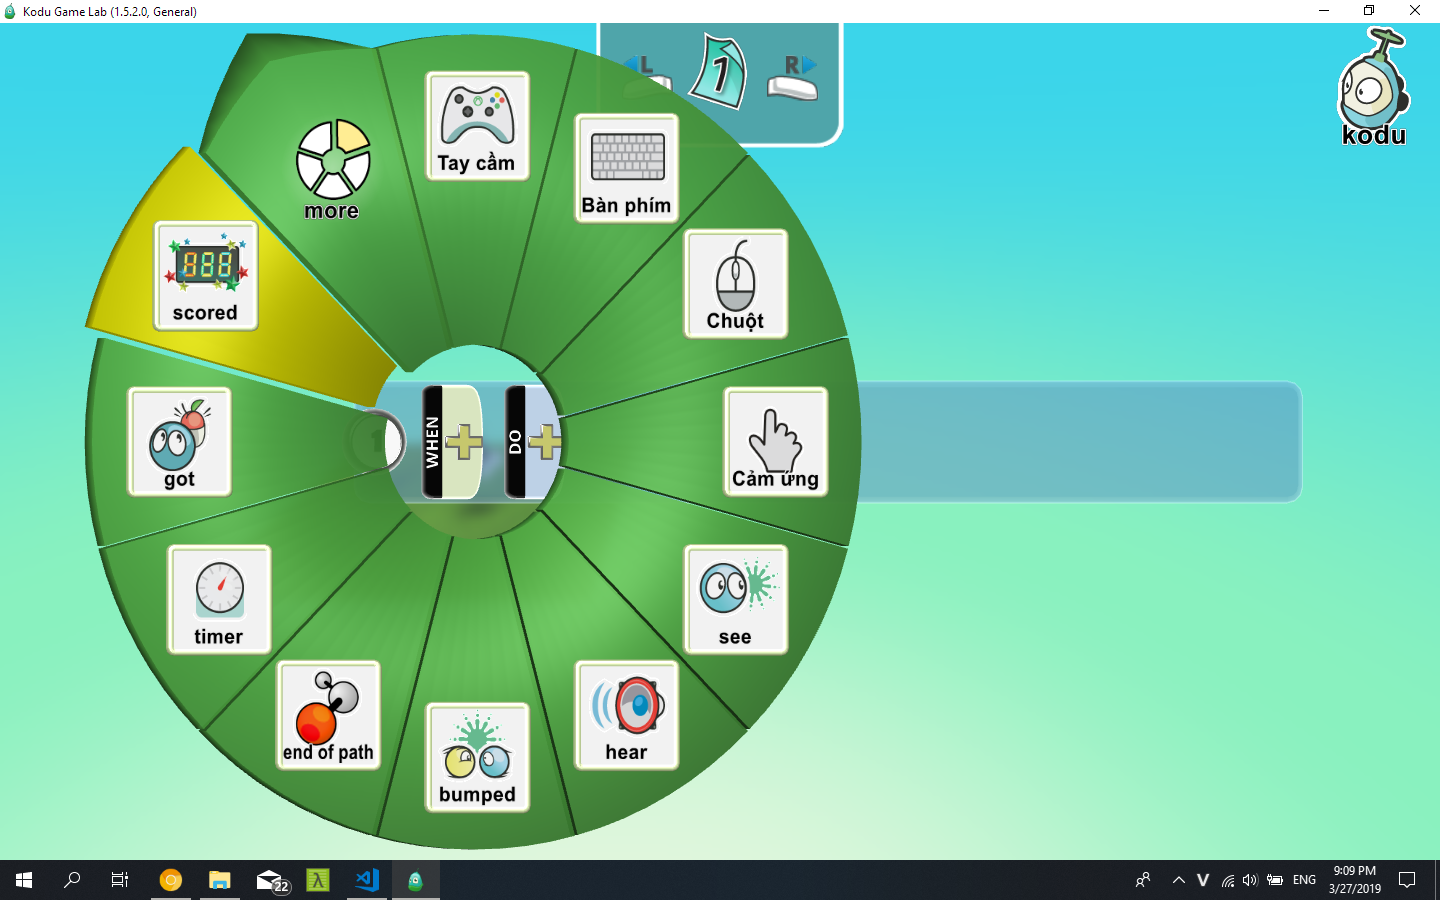 Kodu Game Lab (1.5.2.0, General)
L
1
R
kodu
more
Tay cầm
Bàn phím
scored
Chuột
got
1
WHEN
DO
Cảm ứng
timer
see
end of path
hear
bumped
22
V
ENG
9:09 PM
3/27/2019